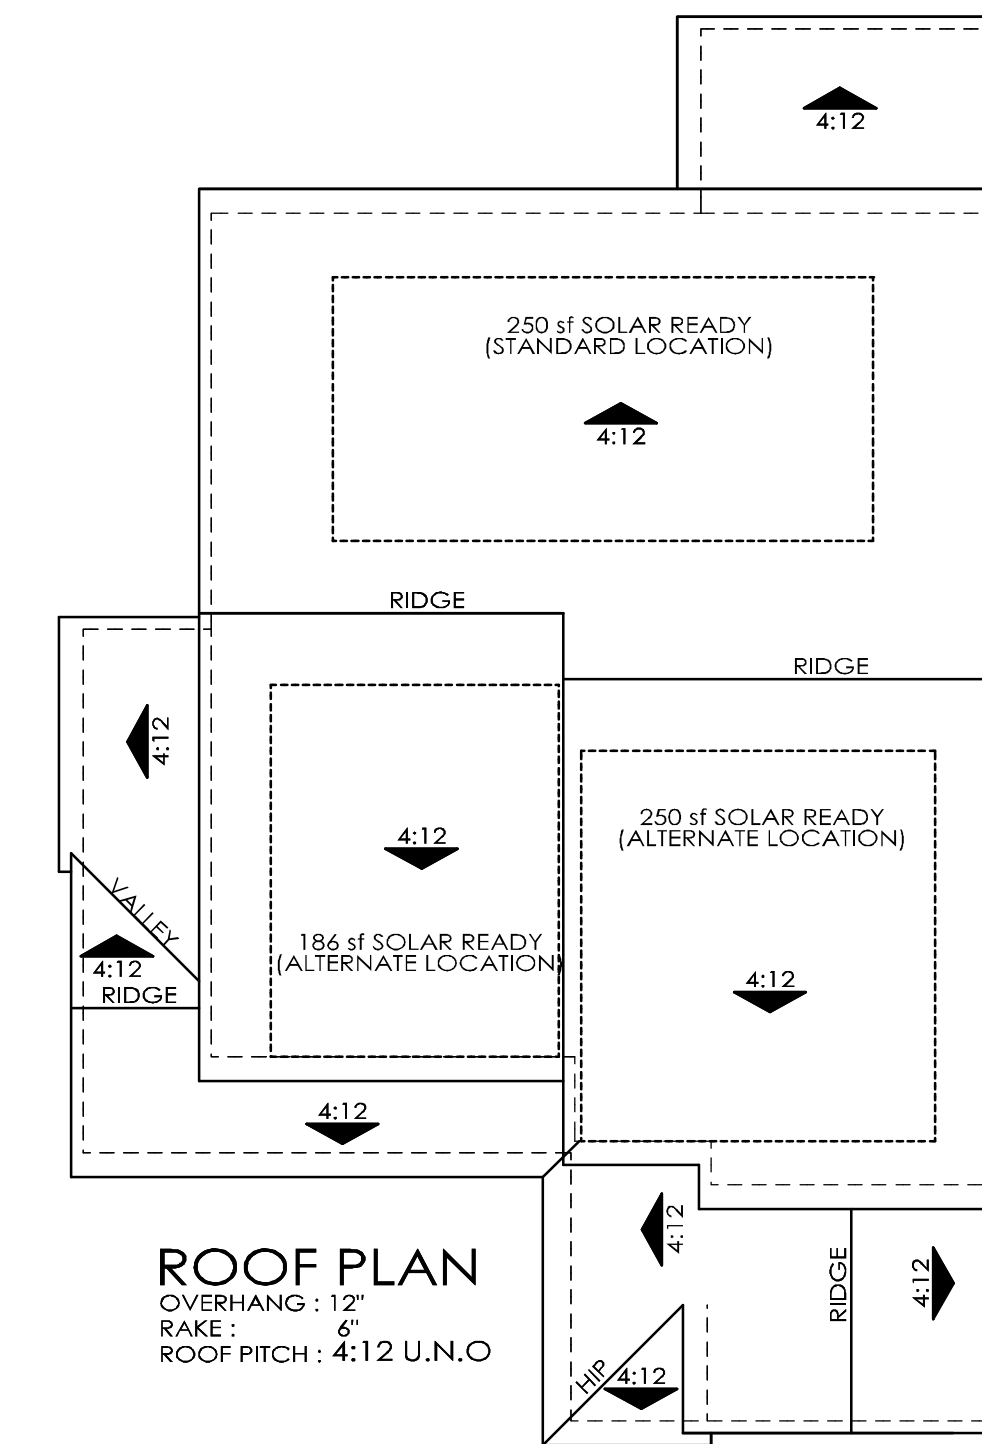 4:12
250 sf SOLAR READY
(STANDARD LOCATION)
4:12
RIDGE
RIDGE
4:12
250 sf SOLAR READY
(ALTERNATE LOCATION)
4:12
VALLEY
186 sf SOLAR READY
(ALTERNATE LOCATION)
4:12
RIDGE
4:12
4:12
4:12
ROOF PLAN
OVERHANG : 12"
RAKE : 6"
ROOF PITCH : 4:12 U.N.O
RIDGE
4:12
HIP
4:12